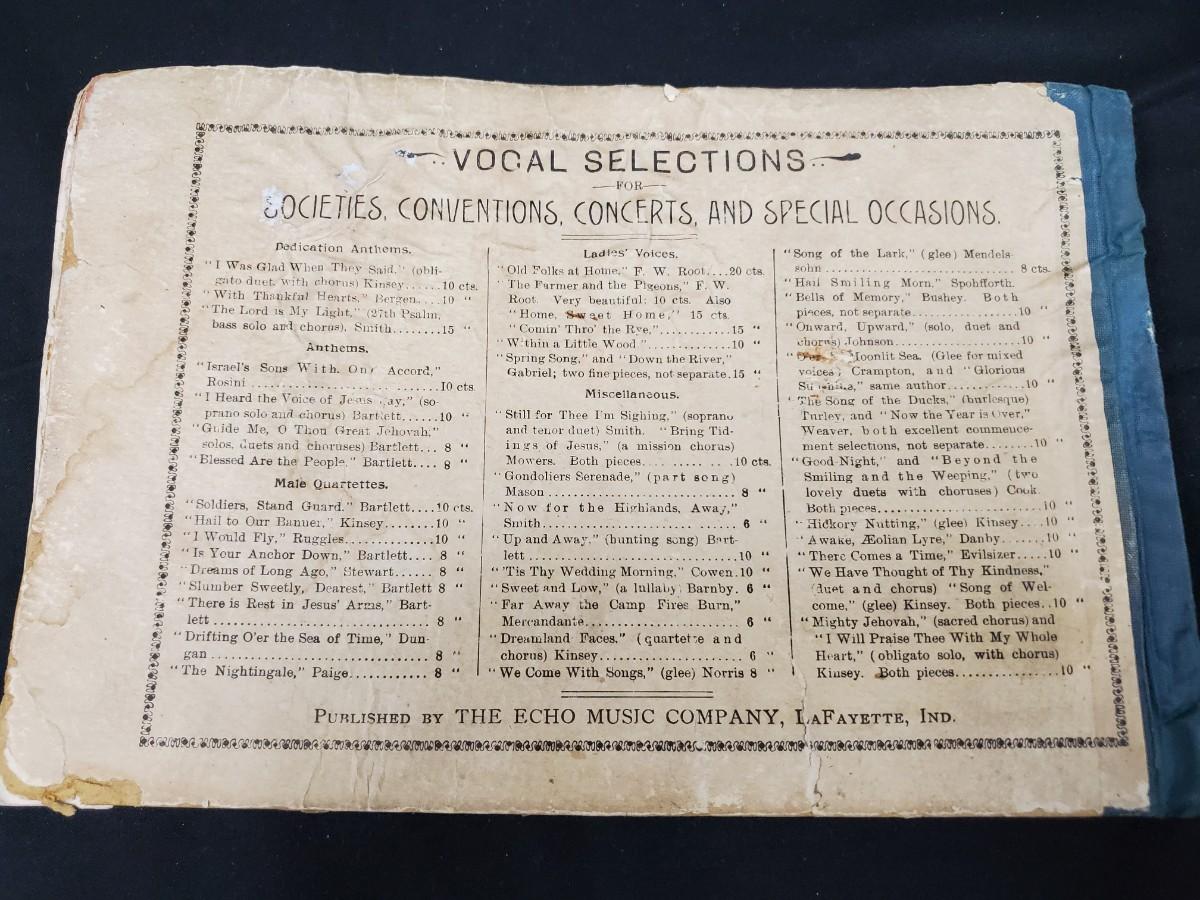 VOCAL SELECTIONS
FOR
SOCIETIES, CONVENTIONS, CONCERTS, AND SPECIAL OCCASIONS.
Dedication Anthems.
"I Was Glad When They Said," (obli-
gato duet, with chorus) Kinsey......10 cts.
"With Thankful Hearts," Bergen....10 "
"The Lord is My Light," (27th Psalm,
bass solo and chorus), Smith........15 "
Anthems.
"Israel's Sons With One Accord,"
Rosini ............................10 cts.
"I Heard the Voice of Jesus Say," (so-
prano solo and chorus) Bartlett......10 "
"Guide Me, O Thou Great Jehovah,"
solos, duets and choruses) Bartlett.... 8 "
"Blessed Are the People," Bartlett.... 8 "
Male Quartettes.
"Soldiers, Stand Guard," Bartlett....10 cts.
"Hail to Our Banner," Kinsey........10 "
"I Would Fly," Ruggles.............10 "
"Is Your Anchor Down," Bartlett.... 8 "
"Dreams of Long Ago," Stewart...... 8 "
"Slumber Sweetly, Dearest," Bartlett 8 "
"There is Rest in Jesus' Arms," Bart-
lett ................................ 8 "
"Drifting O'er the Sea of Time," Dun-
gan ................................ 8 "
"The Nightingale," Paige............ 8 "
Ladies' Voices.
"Old Folks at Home," F. W. Root....20 cts.
"The Farmer and the Pigeons," F. W.
Root. Very beautiful; 10 cts. Also
"Home, Sweet Home," 15 cts.
"Comin' Thro' the Rye,"...........15 "
"Within a Little Wood."............10 "
"Spring Song," and "Down the River,"
Gabriel; two fine pieces, not separate.15 "
Miscellaneous.
"Still for Thee I'm Sighing," (soprano
and tenor duet) Smith. "Bring Tid-
ings of Jesus," (a mission chorus)
Mowers. Both pieces...............10 cts.
"Gondoliers Serenade," (part song)
Mason ............................ 8 "
"Now for the Highlands, Away,"
Smith............................. 6 "
"Up and Away," (hunting song) Bart-
lett ...............................10 "
"'Tis Thy Wedding Morning," Cowen.10 "
"Sweet and Low," (a lullaby) Barnby. 6 "
"Far Away the Camp Fires Burn,"
Mercandante....................... 6 "
"Dreamland Faces," (quartette and
chorus) Kinsey..................... 6 "
"We Come With Songs," (glee) Norris 8 "
"Song of the Lark," (glee) Mendels-
sohn ............................ 8 cts.
"Hail Smiling Morn," Spohfforth.
"Bells of Memory," Bushey. Both
pieces, not separate................10 "
"Onward, Upward," (solo, duet and
chorus) Johnson...................10 "
Moonlit Sea. (Glee for mixed
voices) Crampton, and "Glorious
same author...........10 "
"The Song of the Ducks," (burlesque)
Turley, and "Now the Year is Over,"
Weaver, both excellent commence-
ment selections, not separate........10 "
"Good-Night," and "Beyond the
Smiling and the Weeping," (two
lovely duets with choruses) Cook.
Both pieces.........................10 "
"Hickory Nutting," (glee) Kinsey....10 "
"Awake, Æolian Lyre," Danby.......10 "
"There Comes a Time," Evilsizer.....10 "
"We Have Thought of Thy Kindness,"
(duet and chorus) "Song of Wel-
come," (glee) Kinsey. Both pieces..10 "
"Mighty Jehovah," (sacred chorus) and
"I Will Praise Thee With My Whole
Heart," (obligato solo, with chorus)
Kinsey. Both pieces...............10 "
PUBLISHED BY THE ECHO MUSIC COMPANY, LAFAYETTE, IND.